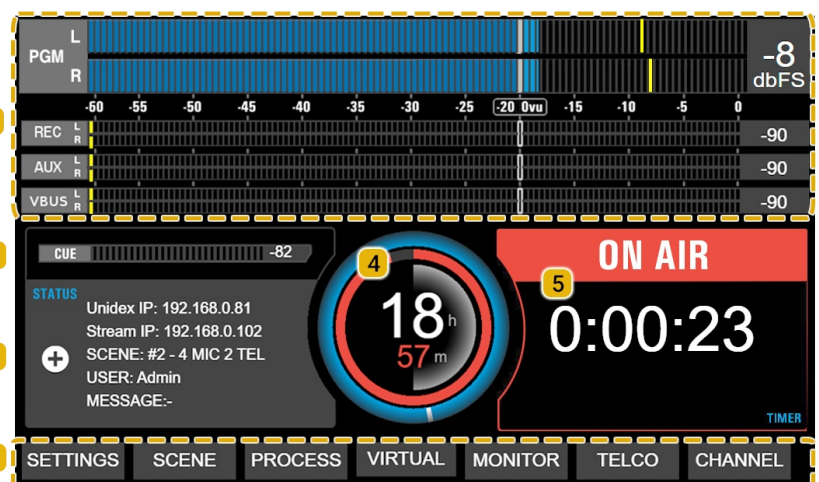 L
PGM
R
-8
dbFS
-60 -55 -50 -45 -40 -35 -30 -25 -20 0vu -15 -10 -5 0
REC L R -90
AUX L R -90
VBUS L R -90
CUE -82
STATUS
Unidex IP: 192.168.0.81
Stream IP: 192.168.0.102
SCENE: #2 - 4 MIC 2 TEL
USER: Admin
MESSAGE:-
4
18 h
57 m
ON AIR
5
0:00:23
TIMER
SETTINGS SCENE PROCESS VIRTUAL MONITOR TELCO CHANNEL